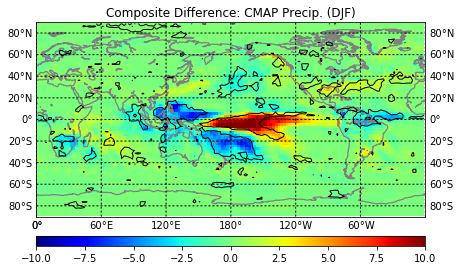 Composite Difference: CMAP Precip. (DJF)
80°N 80°N
60°N 60°N
40°N 40°N
20°N 20°N
0° 0°
20°S 20°S
40°S 40°S
60°S 60°S
80°S 80°S
0° 60°E 120°E 180° 120°W 60°W
−10.0 −7.5 −5.0 −2.5 0.0 2.5 5.0 7.5 10.0